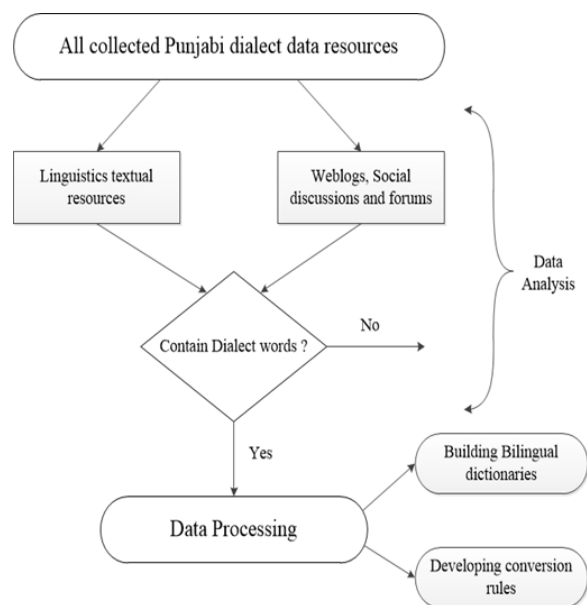 All collected Punjabi dialect data resources
Linguistics textual
resources
Weblogs, Social
discussions and forums
Data
Analysis
Contain Dialect words ?
No
Yes
Building Bilingual
dictionaries
Data Processing
Developing conversion
rules